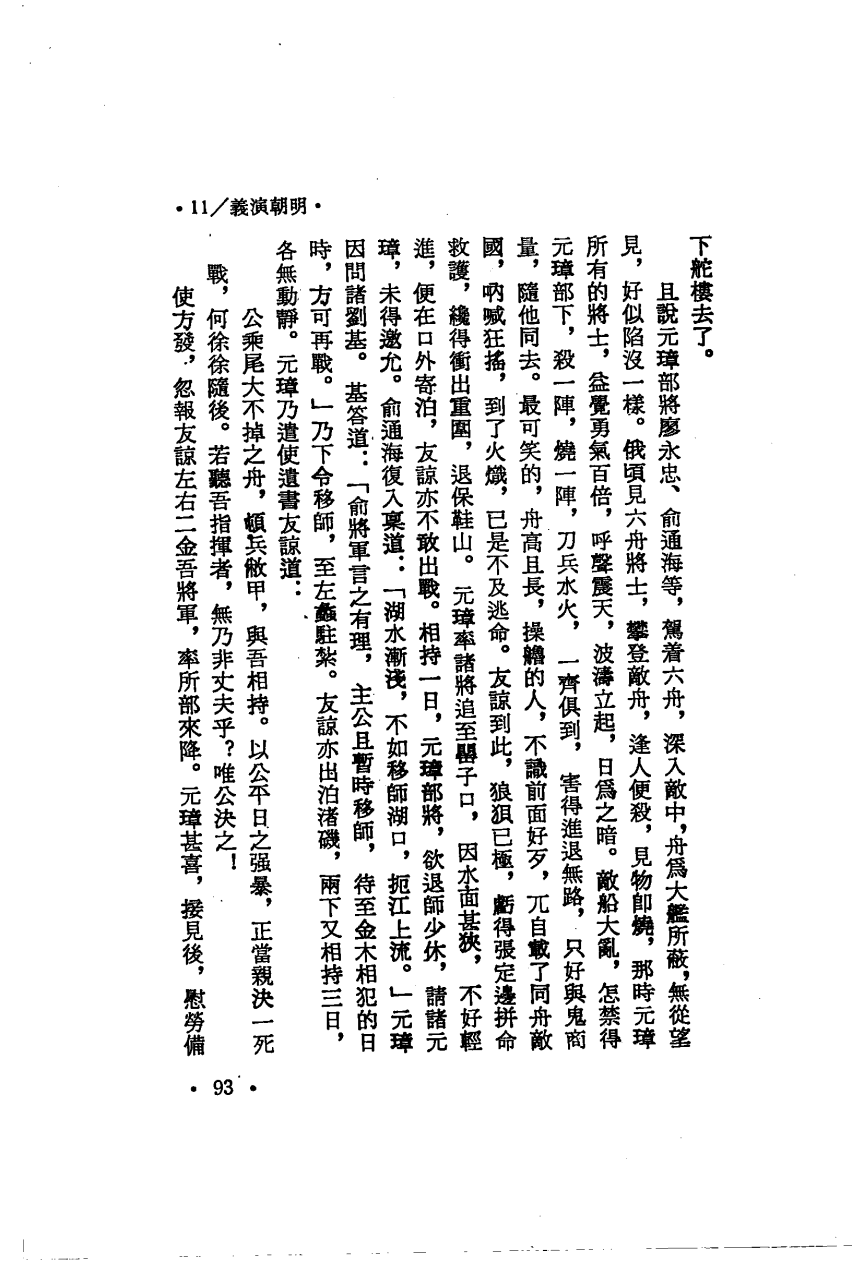 •11/義演朝明•
下舵樓去了。
且說元璋部將廖永忠、俞通海等，駕着六舟，深入敵中，舟爲大艦所蔽，無從望
見，好似陷沒一樣。俄頃見六舟將士，攀登敵舟，逢人便殺，見物卽燒，那時元璋
所有的將士，益覺勇氣百倍，呼聲震天，波濤立起，日爲之暗。敵船大亂，怎禁得
元璋部下，殺一陣，燒一陣，刀兵水火，一齊俱到，害得進退無路，只好與鬼商
量，隨他同去。最可笑的，舟高且長，操艣的人，不識前面好歹，兀自載了同舟敵
國，吶喊狂搖，到了火熾，已是不及逃命。友諒到此，狼狽已極，虧得張定邊拼命
救護，纔得衝出重圍，退保鞋山。元璋率諸將追至罌子口，因水面甚狹，不好輕
進，便在口外寄泊，友諒亦不敢出戰。相持一日，元璋部將，欲退師少休，請諸元
璋，未得邀允。俞通海復入稟道：「湖水漸淺，不如移師湖口，扼江上流。」元璋
因問諸劉基。基答道：「俞將軍言之有理，主公且暫時移師，待至金木相犯的日
時，方可再戰。」乃下令移師，至左蠡駐紮。友諒亦出泊渚磯，兩下又相持三日，
各無動靜。元璋乃遣使遺書友諒道：
公乘尾大不掉之舟，頓兵敝甲，與吾相持。以公平日之强暴，正當親決一死
戰，何徐徐隨後。若聽吾指揮者，無乃非丈夫乎？唯公決之！
使方發，忽報友諒左右二金吾將軍，率所部來降。元璋甚喜，接見後，慰勞備
•93•